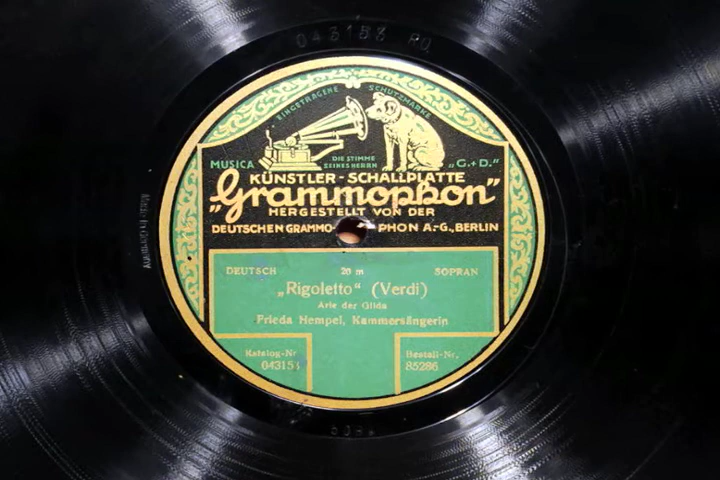 043153 RO
EINGETRAGENE SCHUTZMARKE
DIE STIMME
SEINES HERRN
MUSICA „G.+D."
KÜNSTLER-SCHALLPLATTE
„Grammophon"
HERGESTELLT VON DER
DEUTSCHEN GRAMMO-PHON A.-G., BERLIN
DEUTSCH 20 m SOPRAN
„Rigoletto" (Verdi)
Arie der Gilda
Frieda Hempel, Kammersängerin
Katalog-Nr. Bestell-Nr.
043153 85286